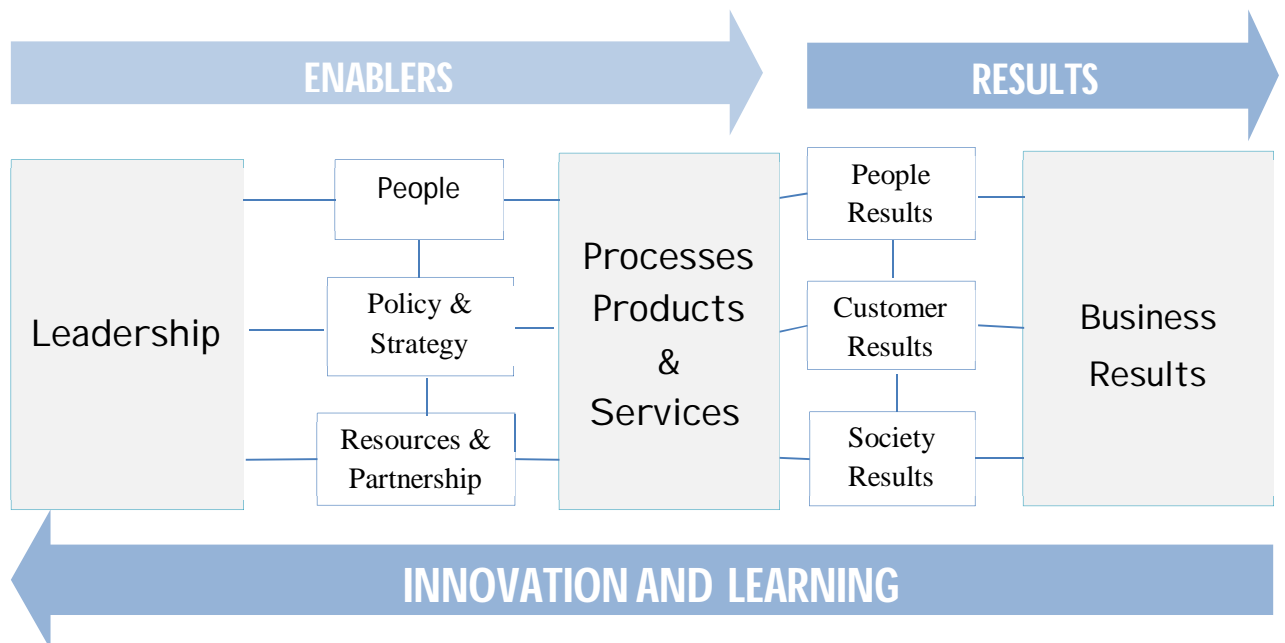 ENABLERS
RESULTS
Leadership
People
Policy &
Strategy
Resources &
Partnership
Processes
Products
&
Services
People
Results
Customer
Results
Society
Results
Business
Results
INNOVATION AND LEARNING